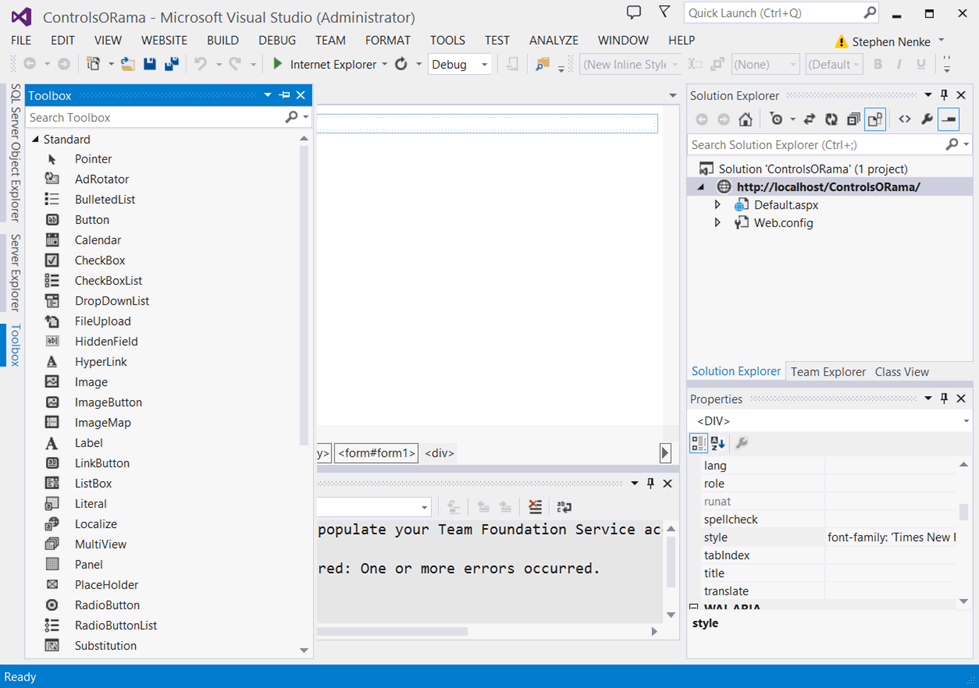 ControlsORama - Microsoft Visual Studio (Administrator)
Quick Launch (Ctrl+Q)
FILE EDIT VIEW WEBSITE BUILD DEBUG TEAM FORMAT TOOLS TEST ANALYZE WINDOW HELP
Stephen Nenke
Internet Explorer
Debug
(New Inline Style
(None)
(Default
B I U
SQL Server Object Explorer
Server Explorer
Toolbox
Toolbox
Search Toolbox
Standard
Pointer
AdRotator
BulletedList
Button
Calendar
CheckBox
CheckBoxList
DropDownList
FileUpload
HiddenField
HyperLink
Image
ImageButton
ImageMap
Label
LinkButton
ListBox
Literal
Localize
MultiView
Panel
PlaceHolder
RadioButton
RadioButtonList
Substitution
y> <form#form1> <div>
populate your Team Foundation Service ac
red: One or more errors occurred.
Solution Explorer
Search Solution Explorer (Ctrl+;)
Solution 'ControlsORama' (1 project)
http://localhost/ControlsORama/
Default.aspx
Web.config
Solution Explorer Team Explorer Class View
Properties
<DIV>
lang
role
runat
spellcheck
style font-family: 'Times New
tabIndex
title
translate
WAI_ARIA
style
Ready